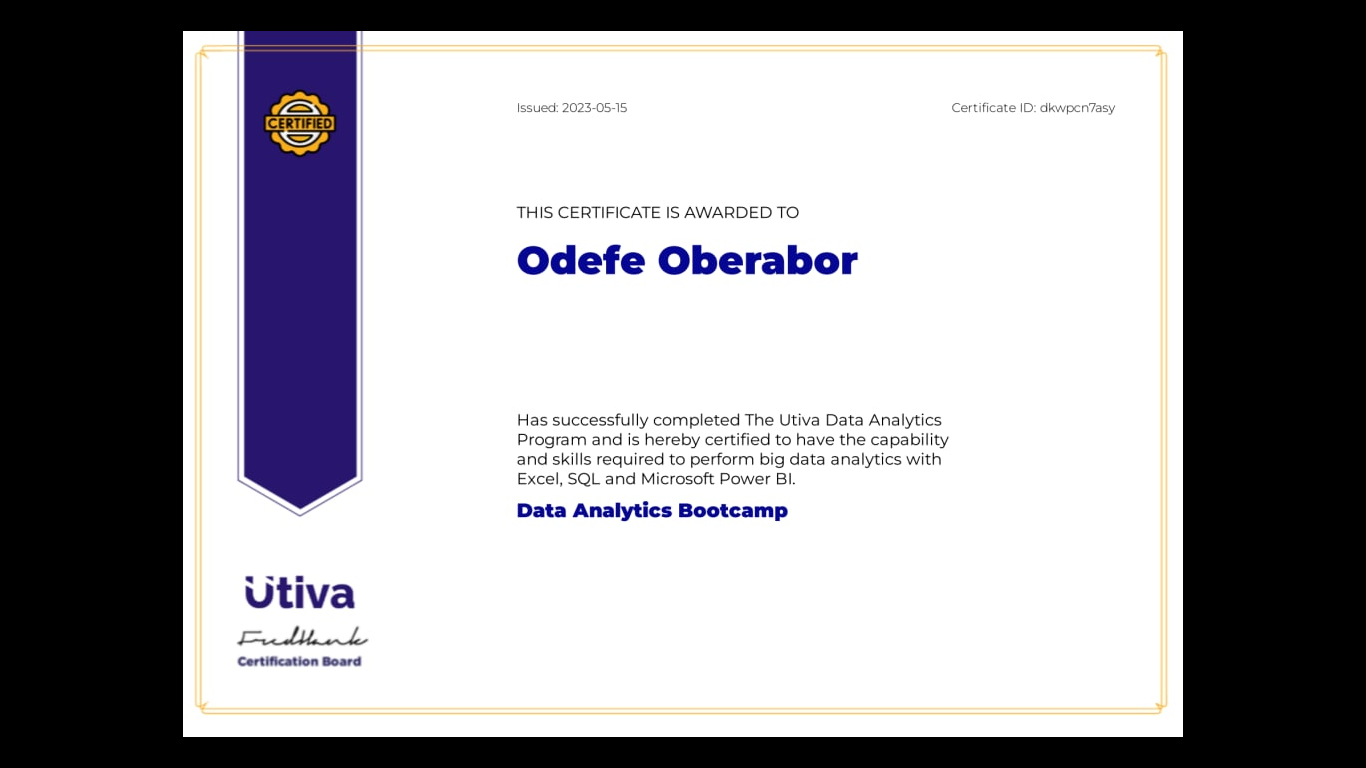 CERTIFIED
Issued: 2023-05-15
Certificate ID: dkwpcn7asy
THIS CERTIFICATE IS AWARDED TO
Odefe Oberabor
Has successfully completed The Utiva Data Analytics
Program and is hereby certified to have the capability
and skills required to perform big data analytics with
Excel, SQL and Microsoft Power BI.
Data Analytics Bootcamp
Utiva
Certification Board